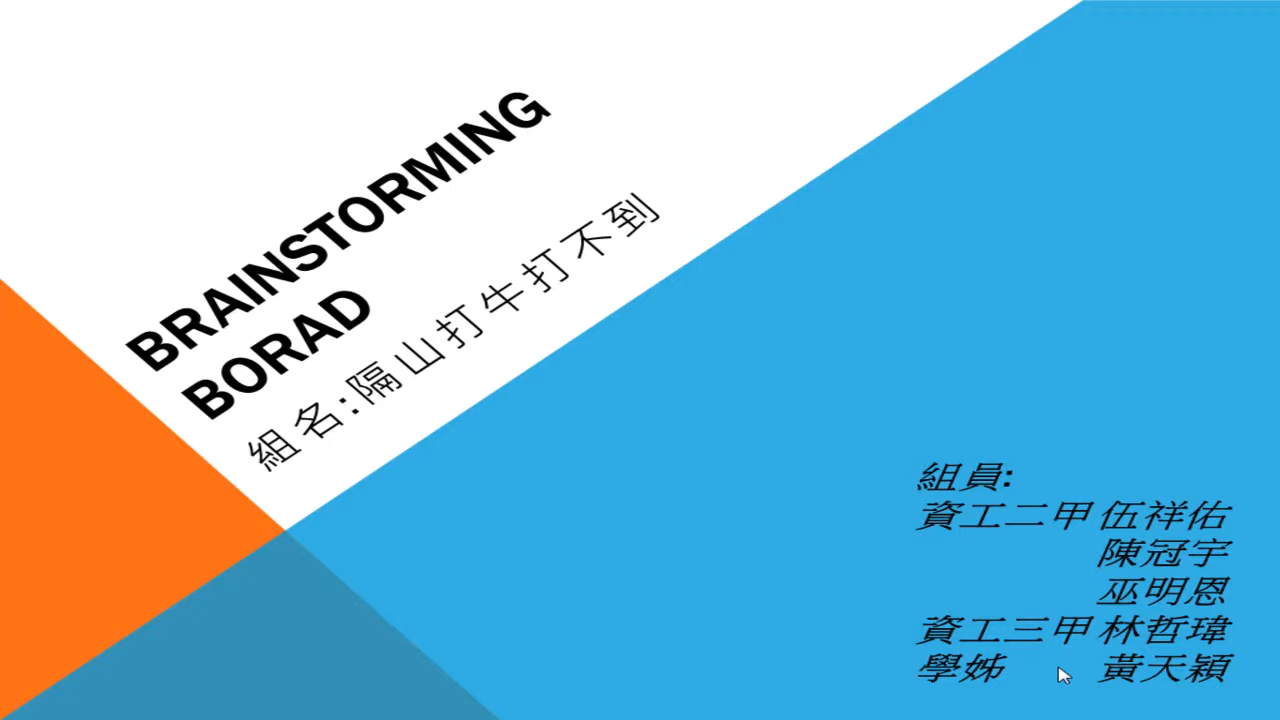 BRAINSTORMING
BORAD
組名:隔山打牛打不到
組員:
資工二甲 伍祥佑
陳冠宇
巫明恩
資工三甲 林哲瑋
學姊 黃天穎